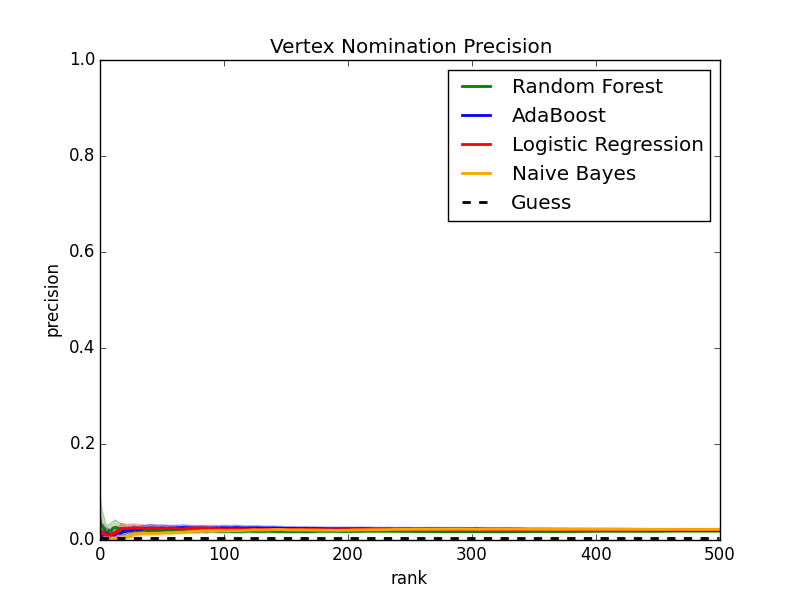 Vertex Nomination Precision
1.0
0.8
0.6
0.4
0.2
0.0
precision
Random Forest
AdaBoost
Logistic Regression
Naive Bayes
Guess
0 100 200 300 400 500
rank